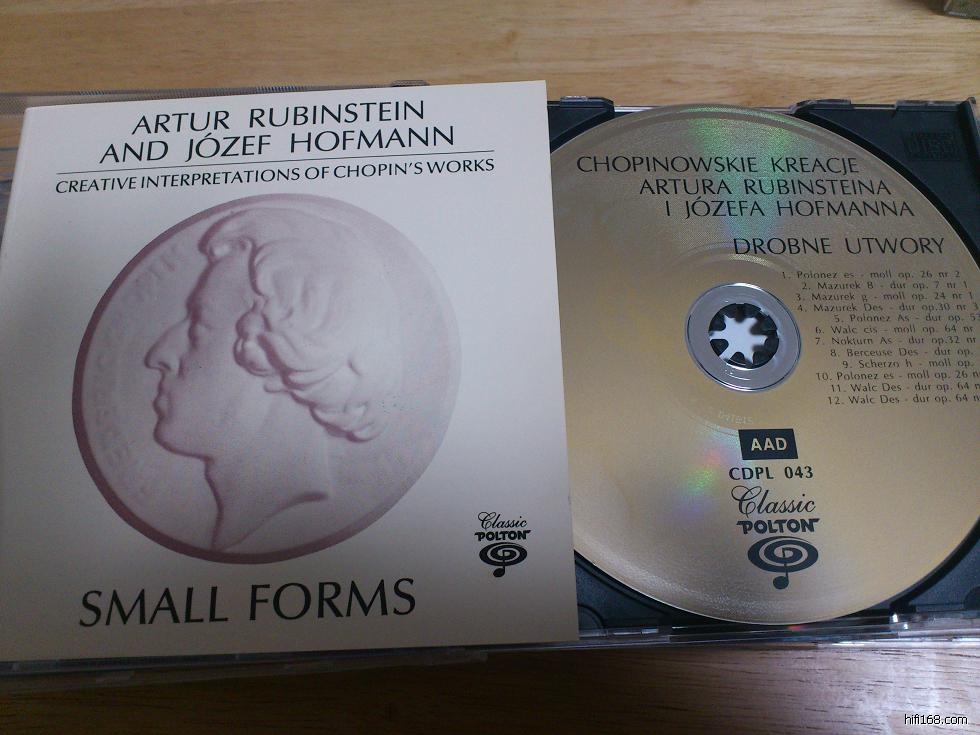 ARTUR RUBINSTEIN
AND JÓZEF HOFMANN
CREATIVE INTERPRETATIONS OF CHOPIN'S WORKS
Classic
POLTON
SMALL FORMS
CHOPINOWSKIE KREACJE
ARTURA RUBINSTEINA
I JÓZEFA HOFMANNA
DROBNE UTWORY
1. Polonez es - moll op. 26 nr 2
2. Mazurek B - dur op. 7 nr 1
3. Mazurek g - moll op. 24 nr 1
4. Mazurek Des - dur op.30 nr 3
5. Polonez As - dur op. 53
6. Walc cis - moll op. 64 nr
7. Nokturn As - dur op.32 nr
8. Berceuse Des - dur op.
9. Scherzo h - moll op.
10. Polonez es - moll op. 26 nr
11. Walc Des - dur op. 64 n
12. Walc Des - dur op. 64 n
AAD
CDPL 043
Classic
POLTON
hifi168.com